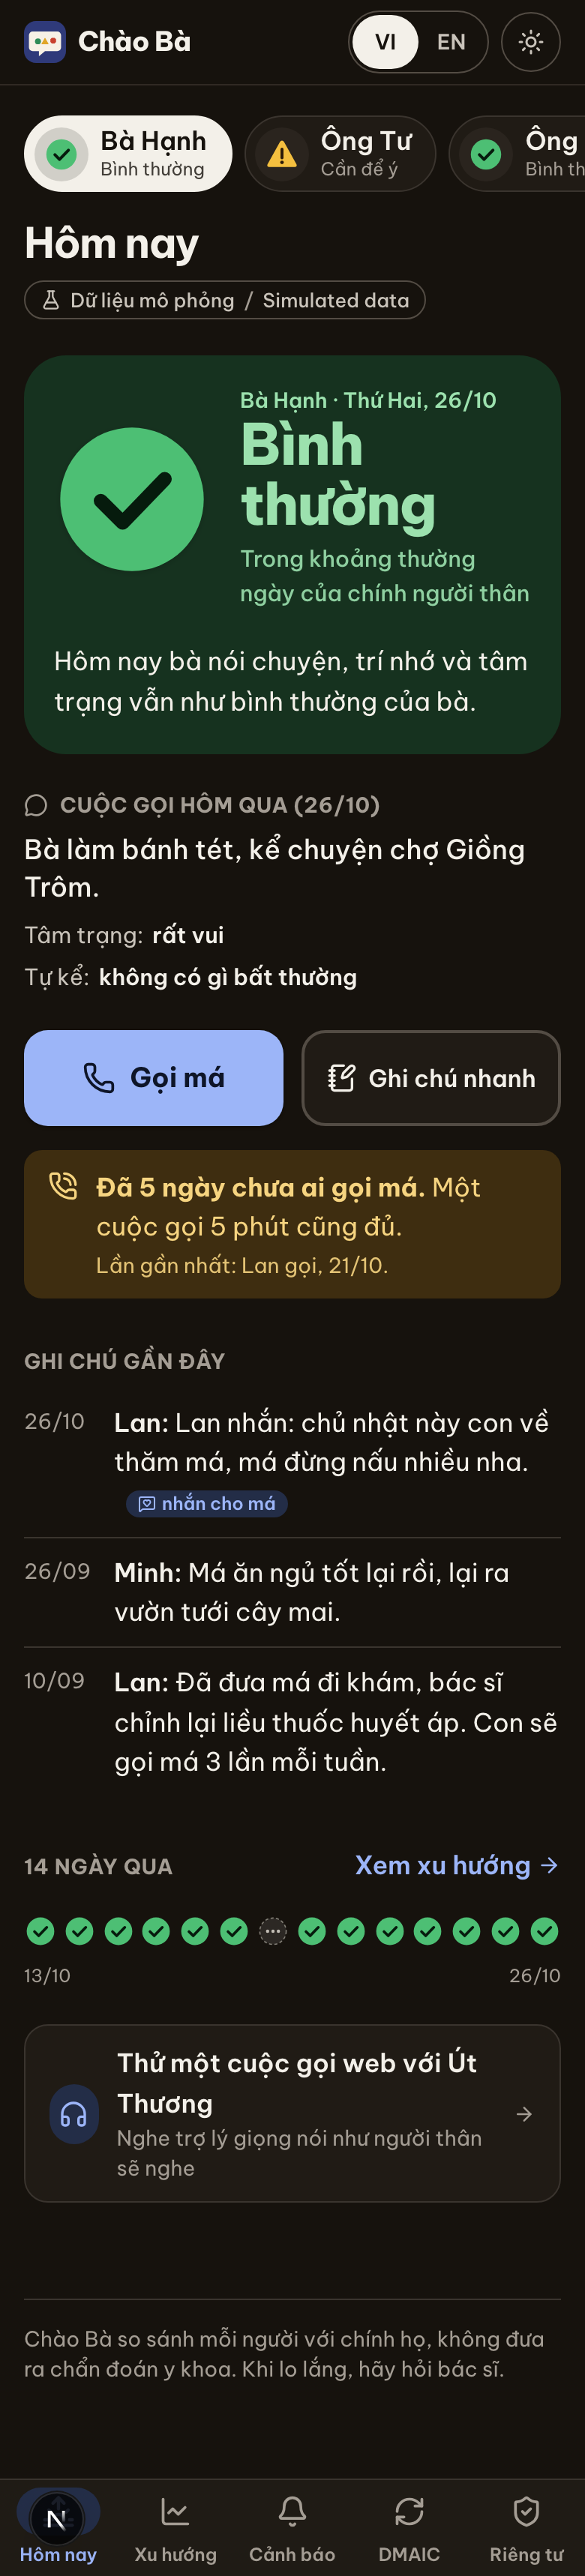 Chào Bà
VI
EN
Bà Hạnh
Bình thường
Ông Tư
Cần để ý
Ông
Bình th
Hôm nay
Dữ liệu mô phỏng / Simulated data
Bà Hạnh · Thứ Hai, 26/10
Bình
thường
Trong khoảng thường
ngày của chính người thân
Hôm nay bà nói chuyện, trí nhớ và tâm
trạng vẫn như bình thường của bà.
CUỘC GỌI HÔM QUA (26/10)
Bà làm bánh tét, kể chuyện chợ Giồng
Trôm.
Tâm trạng: rất vui
Tự kể: không có gì bất thường
Gọi má
Ghi chú nhanh
Đã 5 ngày chưa ai gọi má. Một
cuộc gọi 5 phút cũng đủ.
Lần gần nhất: Lan gọi, 21/10.
GHI CHÚ GẦN ĐÂY
26/10
Lan: Lan nhắn: chủ nhật này con về
thăm má, má đừng nấu nhiều nha.
nhắn cho má
26/09
Minh: Má ăn ngủ tốt lại rồi, lại ra
vườn tưới cây mai.
10/09
Lan: Đã đưa má đi khám, bác sĩ
chỉnh lại liều thuốc huyết áp. Con sẽ
gọi má 3 lần mỗi tuần.
14 NGÀY QUA
Xem xu hướng →
13/10
26/10
Thử một cuộc gọi web với Út
Thương
Nghe trợ lý giọng nói như người thân
sẽ nghe
Chào Bà so sánh mỗi người với chính họ, không đưa
ra chẩn đoán y khoa. Khi lo lắng, hãy hỏi bác sĩ.
N
Hôm nay
Xu hướng
Cảnh báo
DMAIC
Riêng tư